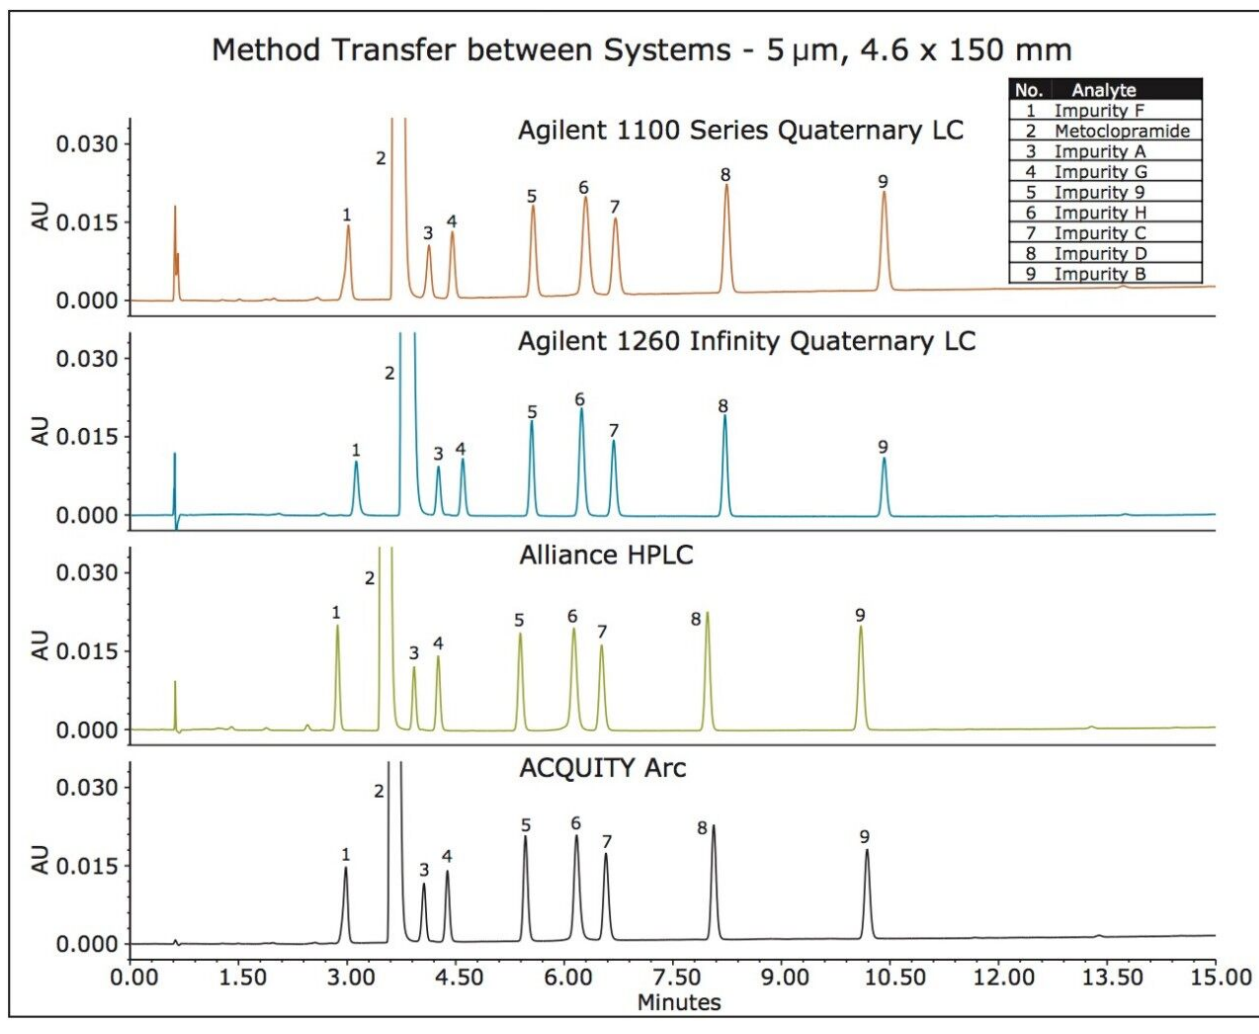 Method Transfer between Systems - 5 µm, 4.6 x 150 mm
No. Analyte
1 Impurity F
2 Metoclopramide
3 Impurity A
4 Impurity G
5 Impurity 9
6 Impurity H
7 Impurity C
8 Impurity D
9 Impurity B
Agilent 1100 Series Quaternary LC
AU
0.030
0.015
0.000
1 2 3 4 5 6 7 8 9
Agilent 1260 Infinity Quaternary LC
AU
0.030
0.015
0.000
1 2 3 4 5 6 7 8 9
Alliance HPLC
AU
0.030
0.015
0.000
1 2 3 4 5 6 7 8 9
ACQUITY Arc
AU
0.030
0.015
0.000
1 2 3 4 5 6 7 8 9
0.00 1.50 3.00 4.50 6.00 7.50 9.00 10.50 12.00 13.50 15.00
Minutes